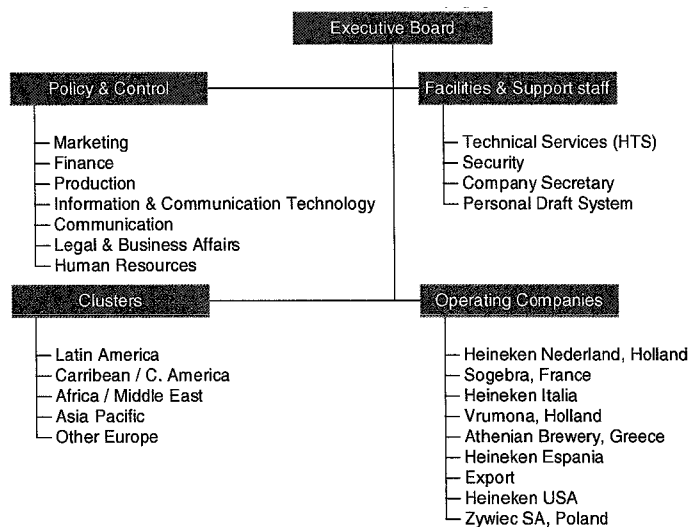 Executive Board
Policy & Control
Facilities & Support staff
Marketing
Finance
Production
Information & Communication Technology
Communication
Legal & Business Affairs
Human Resources
Technical Services (HTS)
Security
Company Secretary
Personal Draft System
Clusters
Operating Companies
Latin America
Carribean / C. America
Africa / Middle East
Asia Pacific
Other Europe
Heineken Nederland, Holland
Sogebra, France
Heineken Italia
Vrumona, Holland
Athenian Brewery, Greece
Heineken Espania
Export
Heineken USA
Zywiec SA, Poland